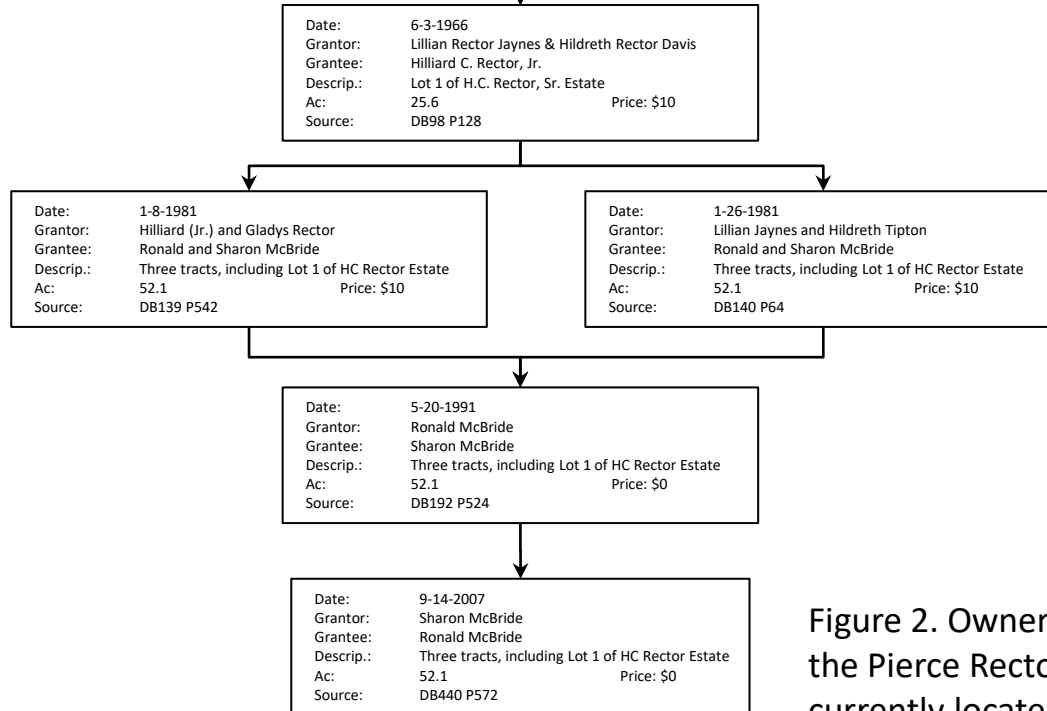 Date: 6-3-1966
Grantor: Lillian Rector Jaynes & Hildreth Rector Davis
Grantee: Hilliard C. Rector, Jr.
Descrip.: Lot 1 of H.C. Rector, Sr. Estate
Ac: 25.6 Price: $10
Source: DB98 P128
Date: 1-8-1981
Grantor: Hilliard (Jr.) and Gladys Rector
Grantee: Ronald and Sharon McBride
Descrip.: Three tracts, including Lot 1 of HC Rector Estate
Ac: 52.1 Price: $10
Source: DB139 P542
Date: 1-26-1981
Grantor: Lillian Jaynes and Hildreth Tipton
Grantee: Ronald and Sharon McBride
Descrip.: Three tracts, including Lot 1 of HC Rector Estate
Ac: 52.1 Price: $10
Source: DB140 P64
Date: 5-20-1991
Grantor: Ronald McBride
Grantee: Sharon McBride
Descrip.: Three tracts, including Lot 1 of HC Rector Estate
Ac: 52.1 Price: $0
Source: DB192 P524
Date: 9-14-2007
Grantor: Sharon McBride
Grantee: Ronald McBride
Descrip.: Three tracts, including Lot 1 of HC Rector Estate
Ac: 52.1 Price: $0
Source: DB440 P572
Figure 2. Owner
the Pierce Recto
currently locate